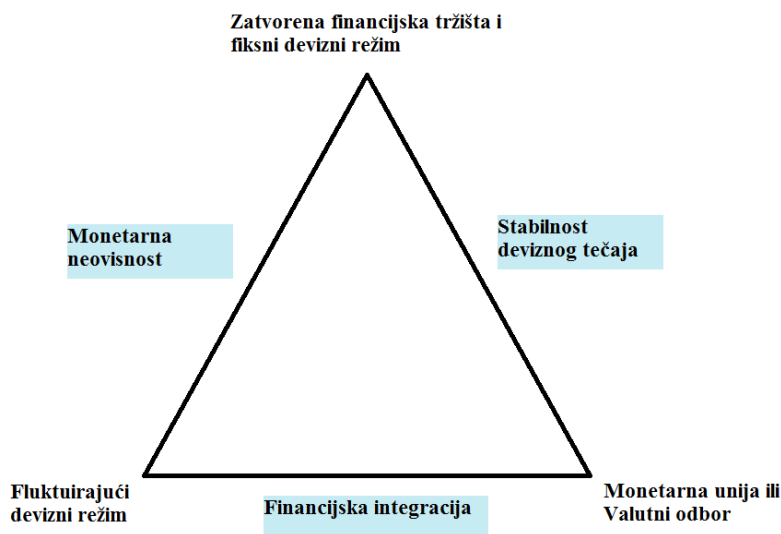 Zatvorena financijska tržišta i
fiksni devizni režim
Monetarna
neovisnost
Stabilnost
deviznog tečaja
Fluktuirajući
devizni režim
Financijska integracija
Monetarna unija ili
Valutni odbor